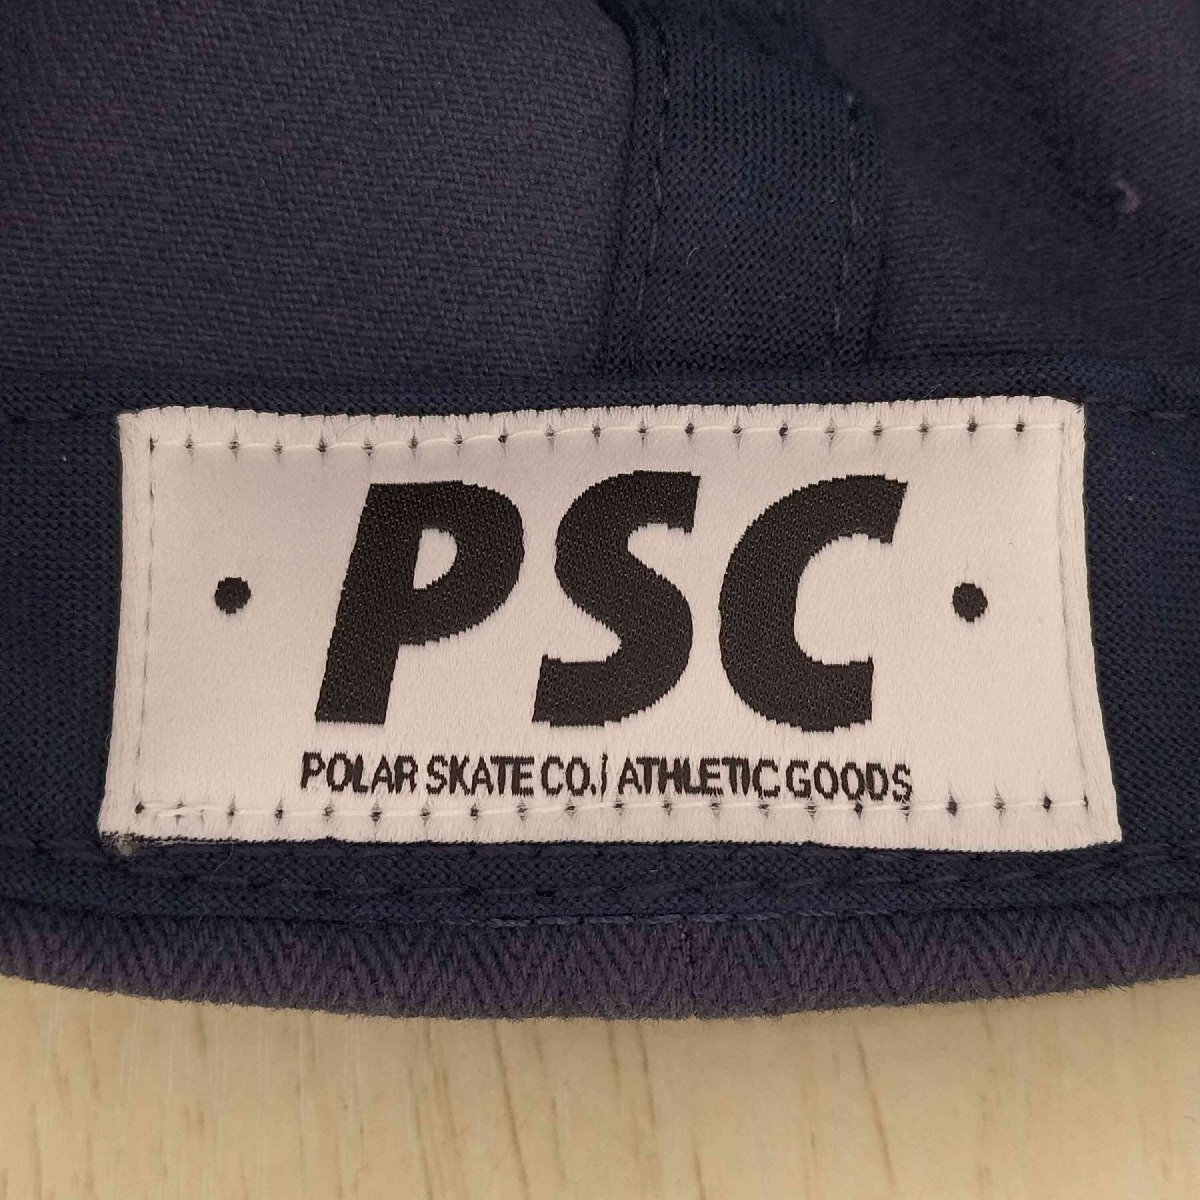 • PSC •
POLAR SKATE CO. | ATHLETIC GOODS